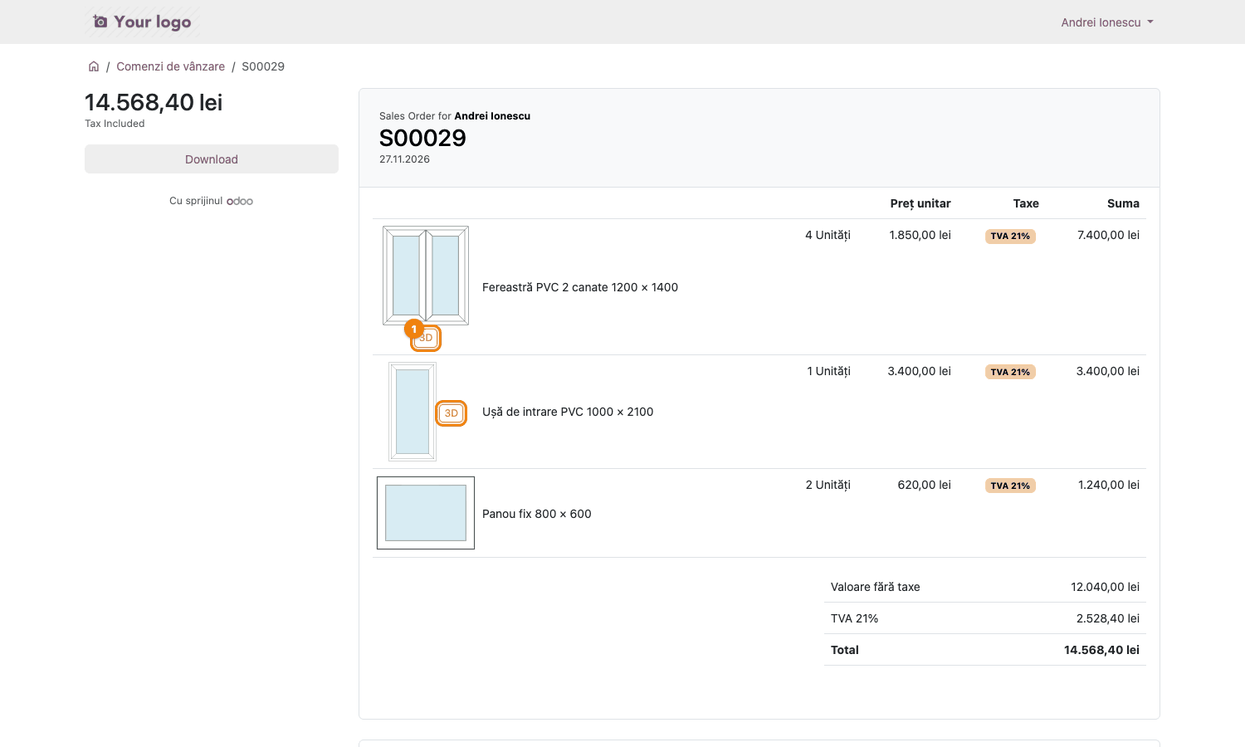 Your logo
Andrei Ionescu
/ Comenzi de vânzare / S00029
14.568,40 lei
Tax Included
Download
Cu sprijinul odoo
Sales Order for Andrei Ionescu
S00029
27.11.2026
Preț unitar Taxe Suma
4 Unități 1.850,00 lei TVA 21% 7.400,00 lei
Fereastră PVC 2 canate 1200 × 1400
1
3D
1 Unități 3.400,00 lei TVA 21% 3.400,00 lei
3D Ușă de intrare PVC 1000 × 2100
2 Unități 620,00 lei TVA 21% 1.240,00 lei
Panou fix 800 × 600
Valoare fără taxe 12.040,00 lei
TVA 21% 2.528,40 lei
Total 14.568,40 lei